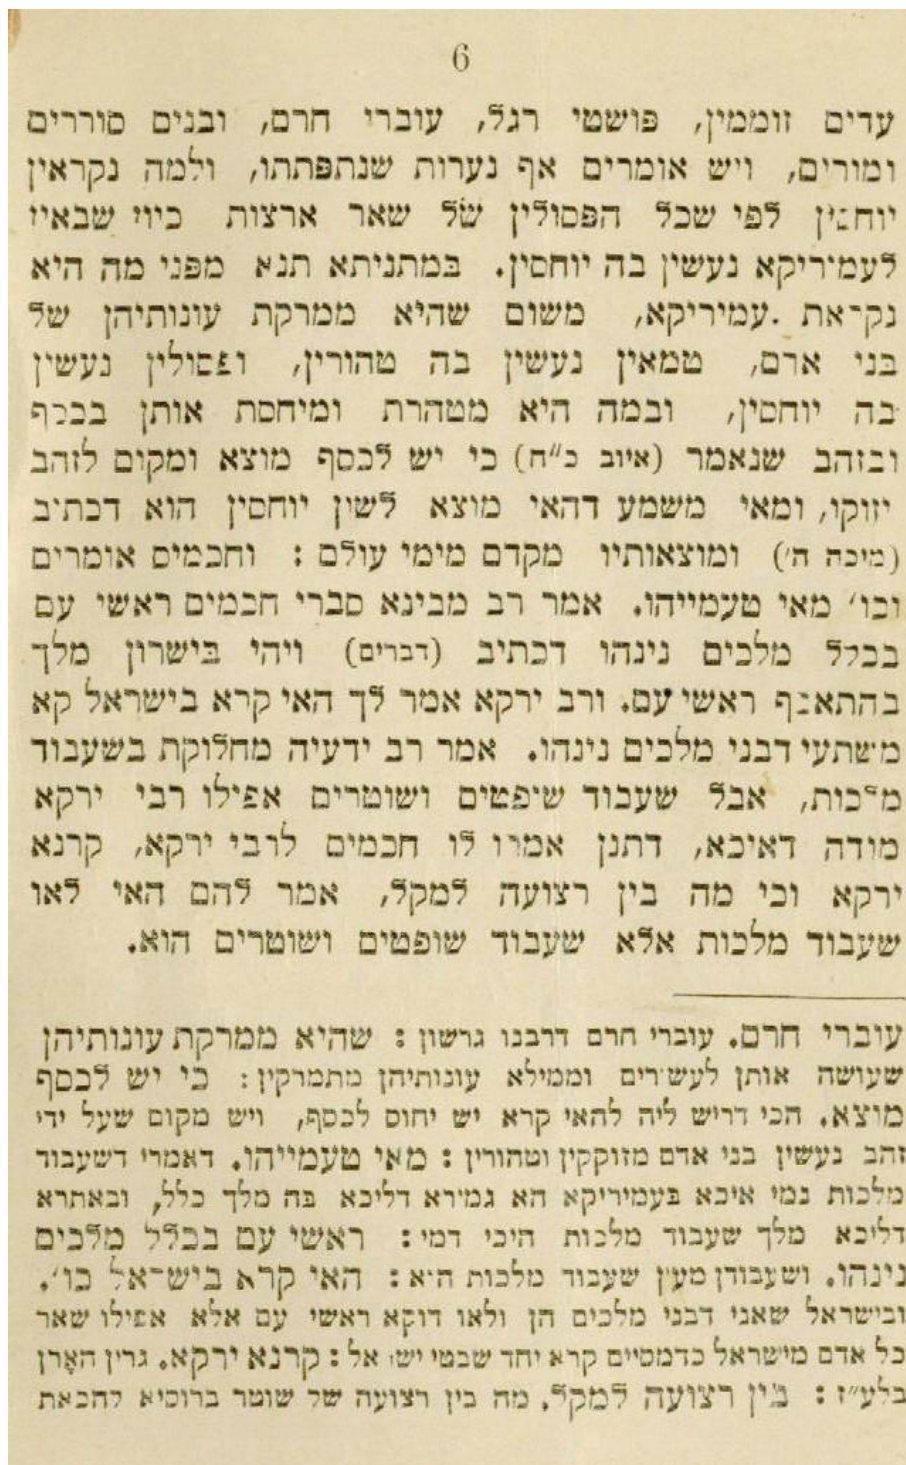 6
עדים זוממין, פושטי רגל, עוברי חרם, ובנים סוררים
ומורים, ויש אומרים אף נערות שנתפתתו, ולמה נקראין
יוחסין לפי שכל הפסולין של שאר ארצות כיון שבאין
לעמיריקא נעשין בה יוחסין. במתניתא תנא מפני מה היא
נקראת עמיריקא, משום שהיא ממרקת עונותיהן של
בני אדם, טמאין נעשין בה טהורין, ופסולין נעשין
בה יוחסין, ובמה היא מטהרת ומיחסת אותן בכסף
ובזהב שנאמר (איוב כ"ח) כי יש לכסף מוצא ומקום לזהב
יזוקו, ומאי משמע דהאי מוצא לשון יוחסין הוא דכתיב
(מיכה ה') ומוצאותיו מקדם מימי עולם : וחכמים אומרים
וכו' מאי טעמייהו. אמר רב מבינא סברי חכמים ראשי עם
בכלל מלכים נינהו דכתיב (דברים) ויהי בישרון מלך
בהתאסף ראשי עם. ורב ירקא אמר לך האי קרא בישראל קא
משתעי דבני מלכים נינהו. אמר רב ידעיה מחלוקת בשעבוד
מלכות, אבל שעבוד שופטים ושוטרים אפילו רבי ירקא
מודה דאיכא, דתנן אמרו לו חכמים לרבי ירקא, קרנא
ירקא וכי מה בין רצועה למקל, אמר להם האי לאו
שעבוד מלכות אלא שעבוד שופטים ושוטרים הוא.
עוברי חרם. עוברי חרם דרבנו גרשון : שהיא ממרקת עונותיהן
שעושה אותן לעשירים וממילא עונותיהן מתמרקין : כי יש לכסף
מוצא. הכי דריש ליה להאי קרא יש יחוס לכסף, ויש מקום שעל ידי
זהב נעשין בני אדם מזוקקין וטהורין : מאי טעמייהו. דאמרי דשעבוד
מלכות נמי איכא בעמיריקא הא גמירא דליכא בה מלך כלל, ובאתרא
דליכא מלך שעבוד מלכות היכי דמי : ראשי עם בכלל מלכים
נינהו. ושעבודן מעין שעבוד מלכות היא : האי קרא בישראל כו'.
ובישראל שאני דבני מלכים הן ולאו דוקא ראשי עם אלא אפילו שאר
כל אדם מישראל כדמסיים קרא יחד שבטי ישראל : קרנא ירקא. גרין האָרן
בלע"ז : בין רצועה למקל. מה בין רצועה של שוטר ברוסיא להכאת